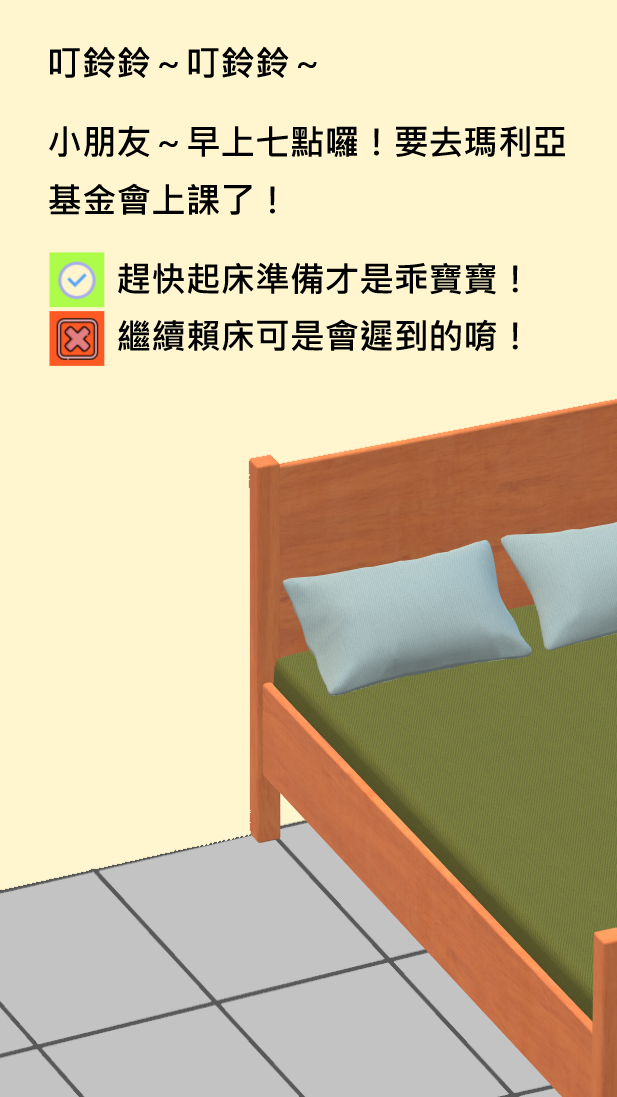 叮鈴鈴～叮鈴鈴～
小朋友～早上七點囉！要去瑪利亞
基金會上課了！
趕快起床準備才是乖寶寶！
繼續賴床可是會遲到的唷！